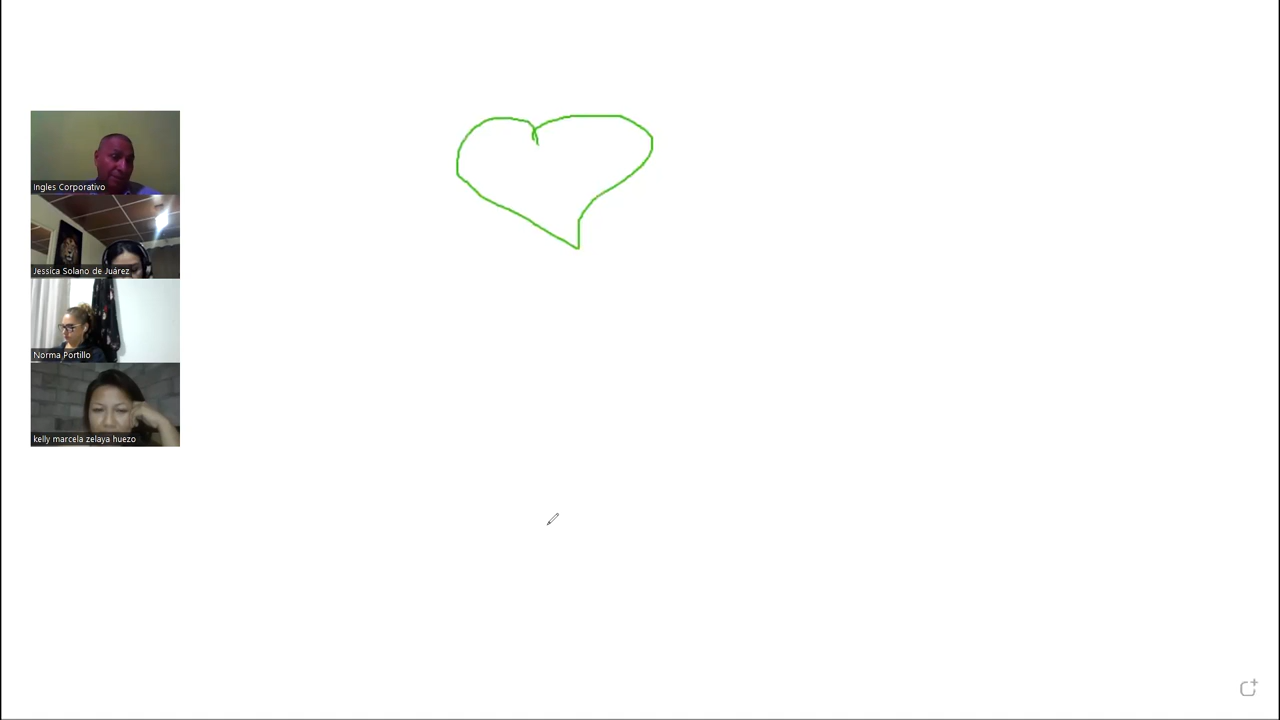 Ingles Corporativo
Jessica Solano de Juárez
Norma Portillo
kelly marcela zelaya huezo